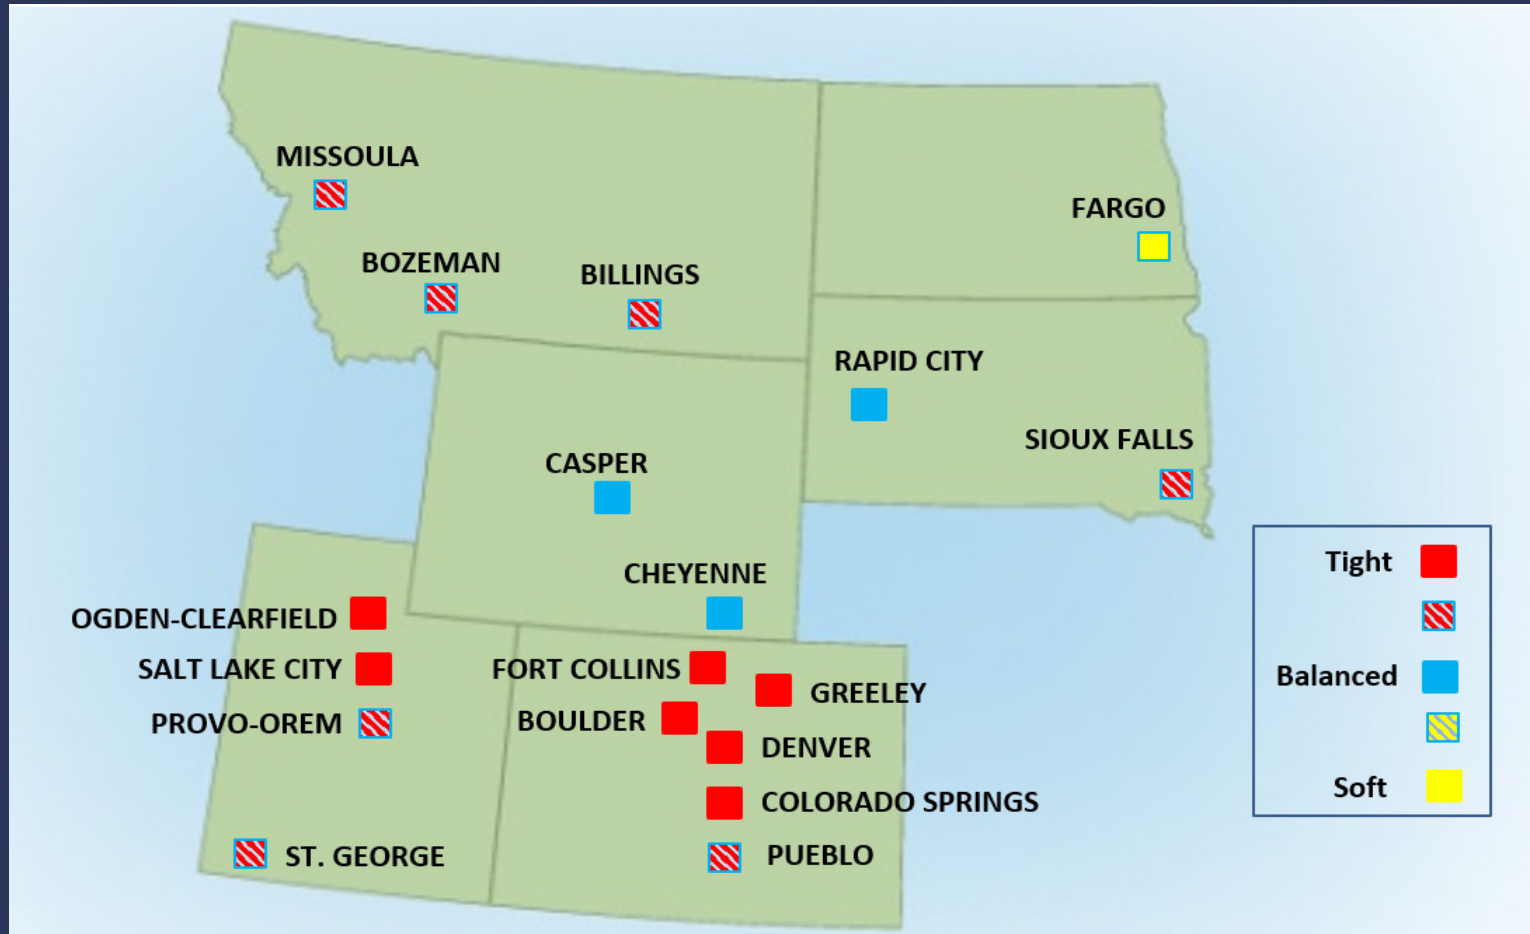 MISSOULA
FARGO
BOZEMAN
BILLINGS
RAPID CITY
SIOUX FALLS
CASPER
CHEYENNE
OGDEN-CLEARFIELD
SALT LAKE CITY
PROVO-OREM
ST. GEORGE
FORT COLLINS
GREELEY
BOULDER
DENVER
COLORADO SPRINGS
PUEBLO
Tight
Balanced
Soft